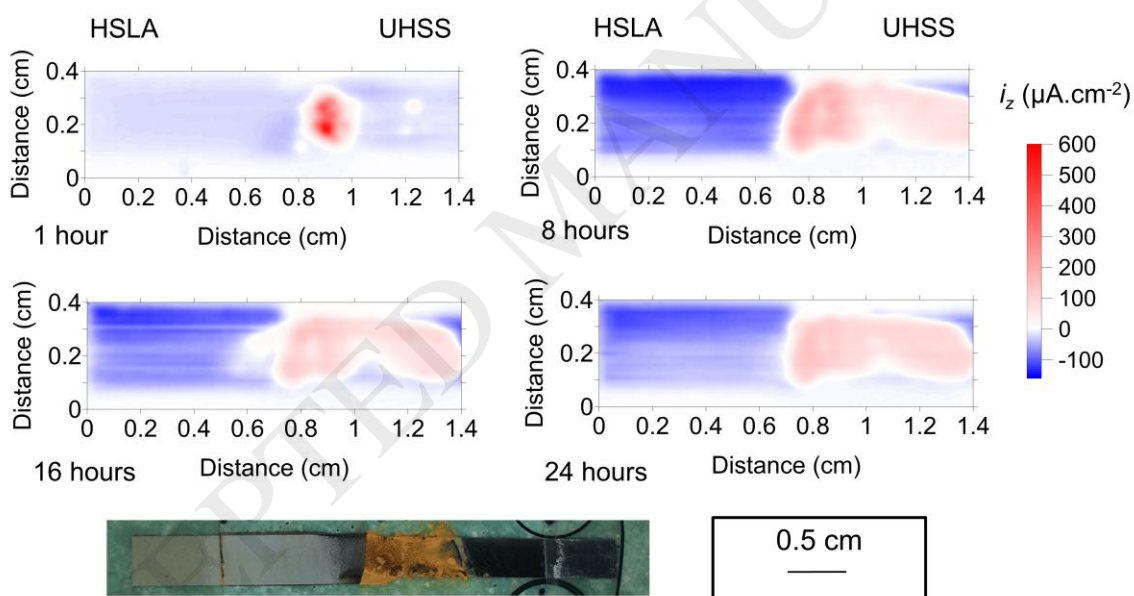 HSLA UHSS
Distance (cm)
0.4
0.2
0
0 0.2 0.4 0.6 0.8 1 1.2 1.4
1 hour
Distance (cm)
HSLA UHSS
Distance (cm)
0.4
0.2
0
0 0.2 0.4 0.6 0.8 1 1.2 1.4
8 hours
Distance (cm)
i_z (µA.cm⁻²)
600
500
400
300
200
100
0
-100
Distance (cm)
0.4
0.2
0
0 0.2 0.4 0.6 0.8 1 1.2 1.4
16 hours
Distance (cm)
Distance (cm)
0.4
0.2
0
0 0.2 0.4 0.6 0.8 1 1.2 1.4
24 hours
Distance (cm)
0.5 cm
EPTED MANU